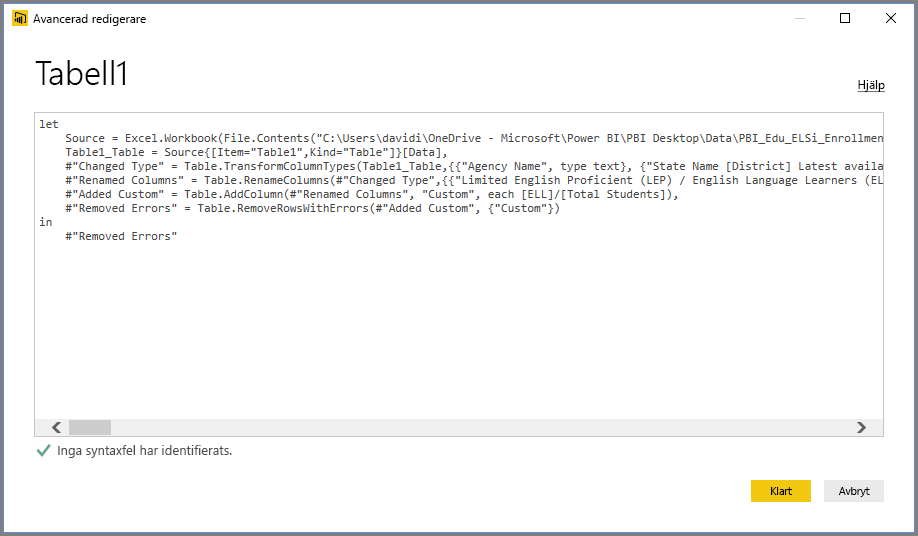 Avancerad redigerare
Tabell1
Hjälp
let
Source = Excel.Workbook(File.Contents("C:\Users\davidi\OneDrive - Microsoft\Power BI\PBI Desktop\Data\PBI_Edu_ELSi_Enrollmen
Table1_Table = Source{[Item="Table1",Kind="Table"]}[Data],
#"Changed Type" = Table.TransformColumnTypes(Table1_Table,{{"Agency Name", type text}, {"State Name [District] Latest availa
#"Renamed Columns" = Table.RenameColumns(#"Changed Type",{{"Limited English Proficient (LEP) / English Language Learners (EL
#"Added Custom" = Table.AddColumn(#"Renamed Columns", "Custom", each [ELL]/[Total Students]),
#"Removed Errors" = Table.RemoveRowsWithErrors(#"Added Custom", {"Custom"})
in
#"Removed Errors"
Inga syntaxfel har identifierats.
Klart
Avbryt